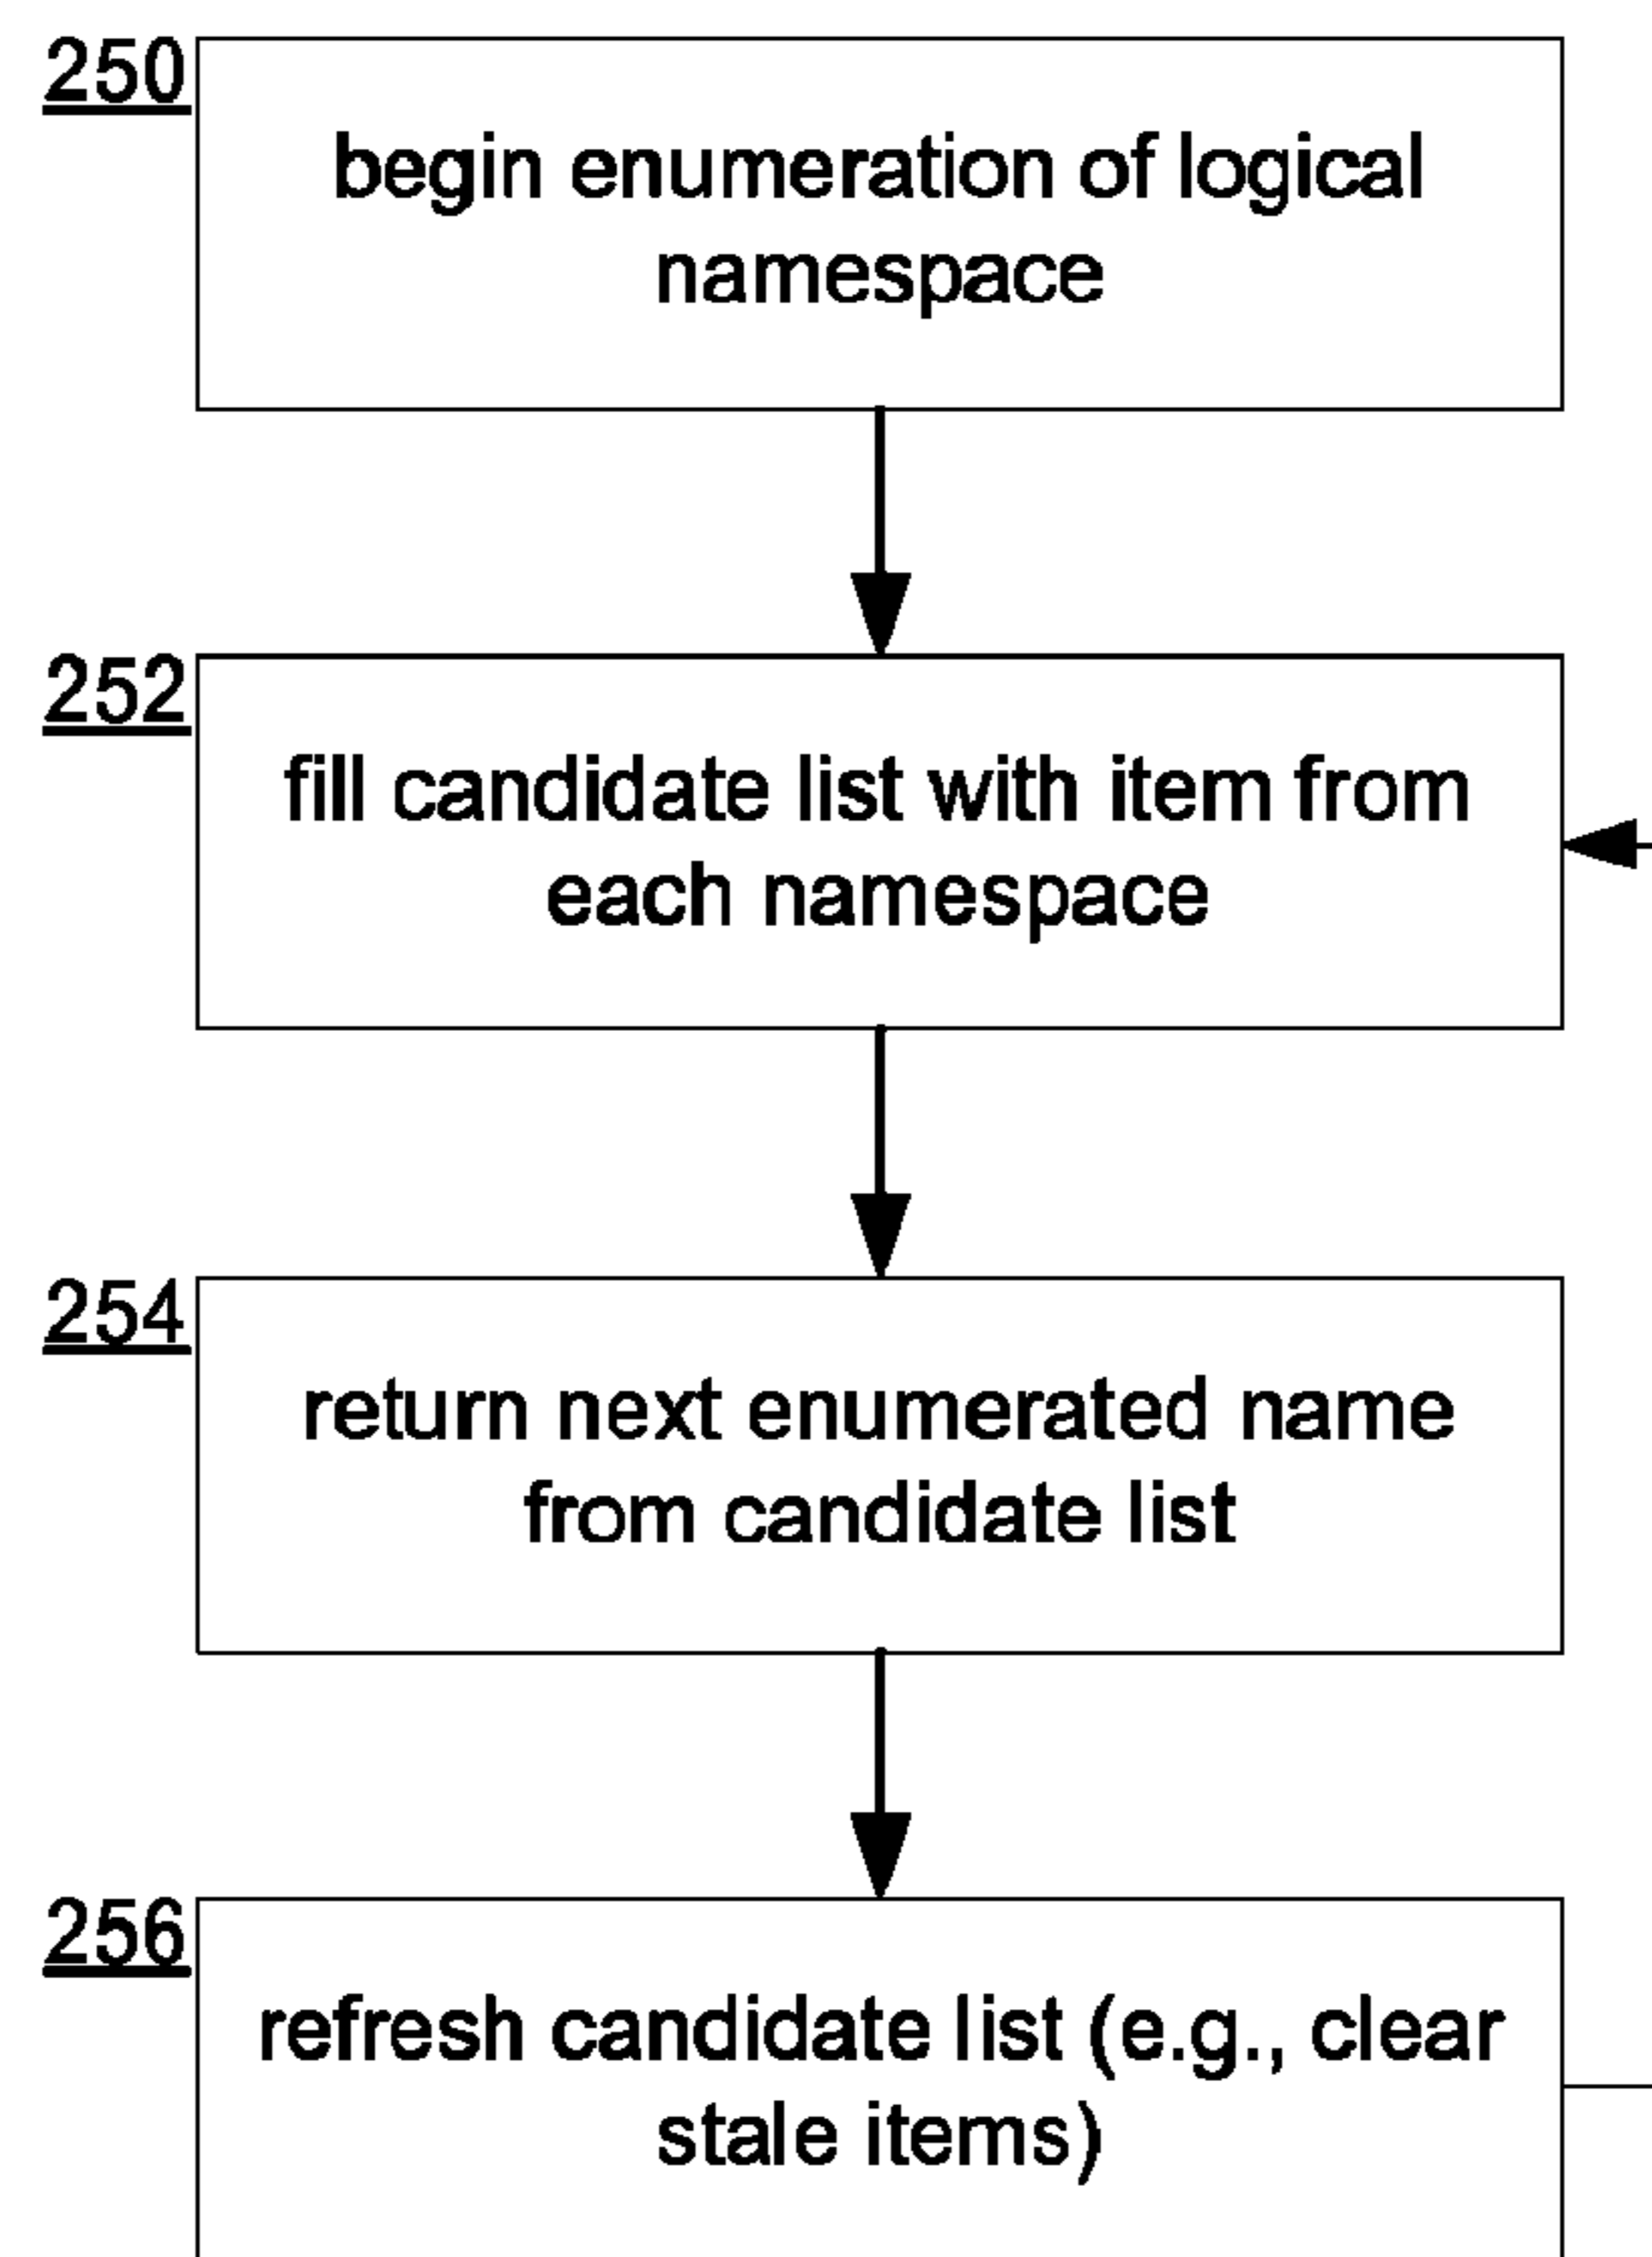 250
begin enumeration of logical
namespace
252
fill candidate list with item from
each namespace
254
return next enumerated name
from candidate list
256
refresh candidate list (e.g., clear
stale items)